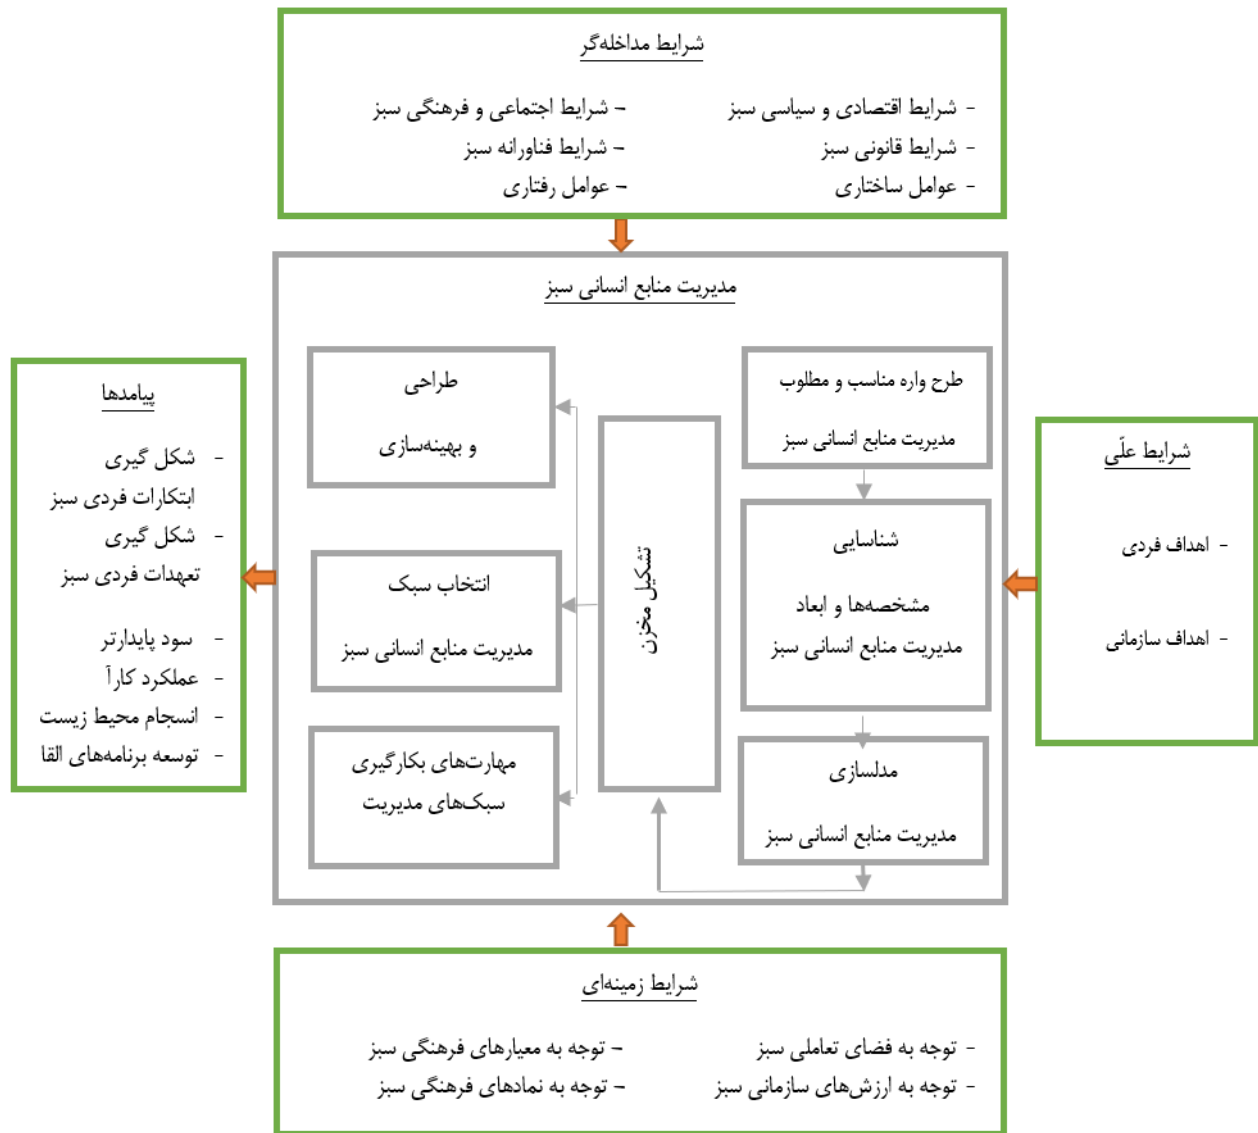 شرایط مداخله‌گر
- شرایط اقتصادی و سیاسی سبز
- شرایط قانونی سبز
- عوامل ساختاری
- شرایط اجتماعی و فرهنگی سبز
- شرایط فناورانه سبز
- عوامل رفتاری
مدیریت منابع انسانی سبز
شرایط علّی
- اهداف فردی
- اهداف سازمانی
طرح واره مناسب و مطلوب
مدیریت منابع انسانی سبز
شناسایی
مشخصه‌ها و ابعاد
مدیریت منابع انسانی سبز
مدلسازی
مدیریت منابع انسانی سبز
تشکیل مخزن
طراحی
و بهینه‌سازی
انتخاب سبک
مدیریت منابع انسانی سبز
مهارت‌های بکارگیری
سبک‌های مدیریت
پیامدها
- شکل گیری
ابتکارات فردی سبز
- شکل گیری
تعهدات فردی سبز
- سود پایدارتر
- عملکرد کارآ
- انسجام محیط زیست
- توسعه برنامه‌های القا
شرایط زمینه‌ای
- توجه به فضای تعاملی سبز
- توجه به ارزش‌های سازمانی سبز
- توجه به معیارهای فرهنگی سبز
- توجه به نمادهای فرهنگی سبز